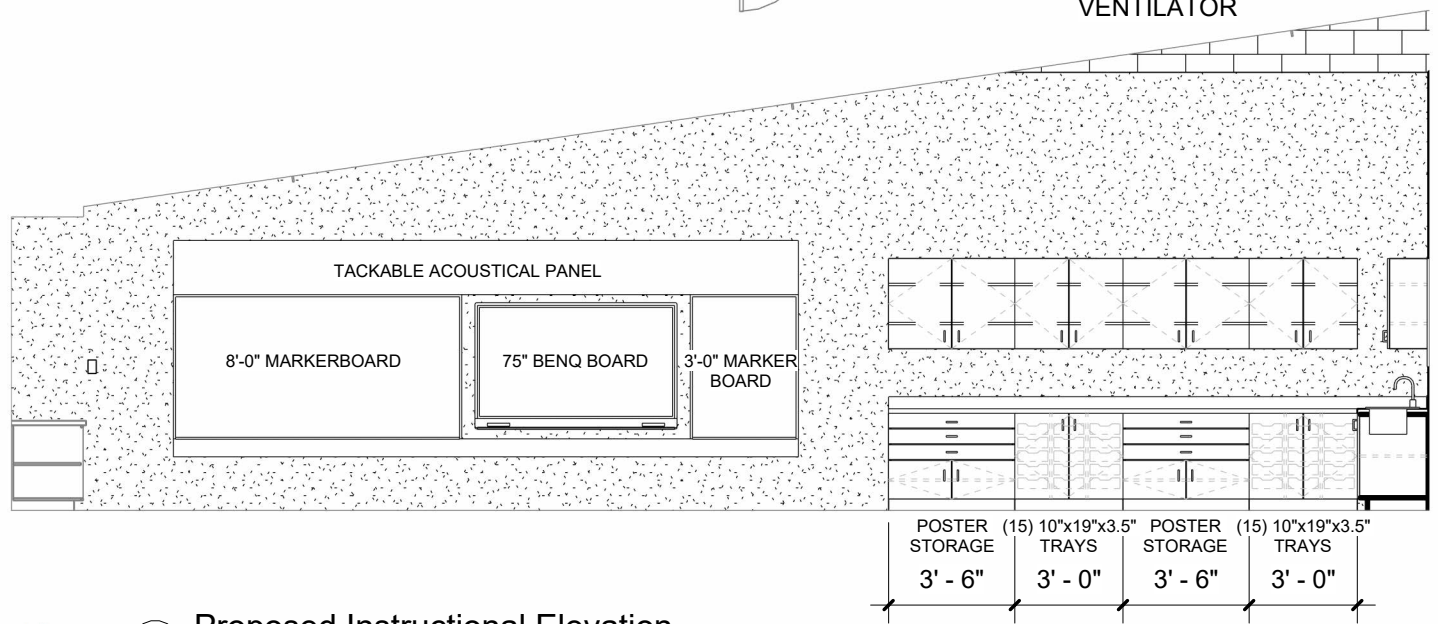 VENTILATOR
TACKABLE ACOUSTICAL PANEL
8'-0" MARKERBOARD
75" BENQ BOARD
3'-0" MARKER
BOARD
POSTER
STORAGE
3' - 6"
(15) 10"x19"x3.5"
TRAYS
3' - 0"
POSTER
STORAGE
3' - 6"
(15) 10"x19"x3.5"
TRAYS
3' - 0"
Proposed Instructional Elevation